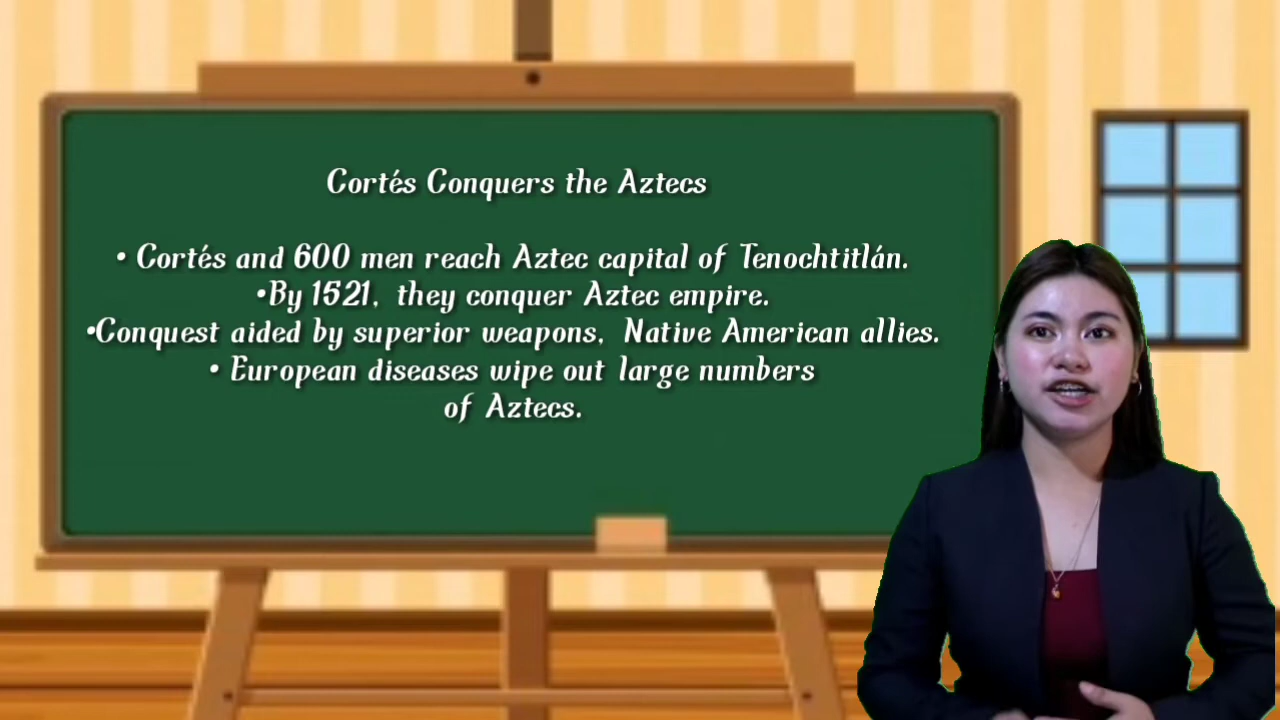 Cortés Conquers the Aztecs
• Cortés and 600 men reach Aztec capital of Tenochtitlán.
•By 1521, they conquer Aztec empire.
•Conquest aided by superior weapons, Native American allies.
• European diseases wipe out large numbers
of Aztecs.